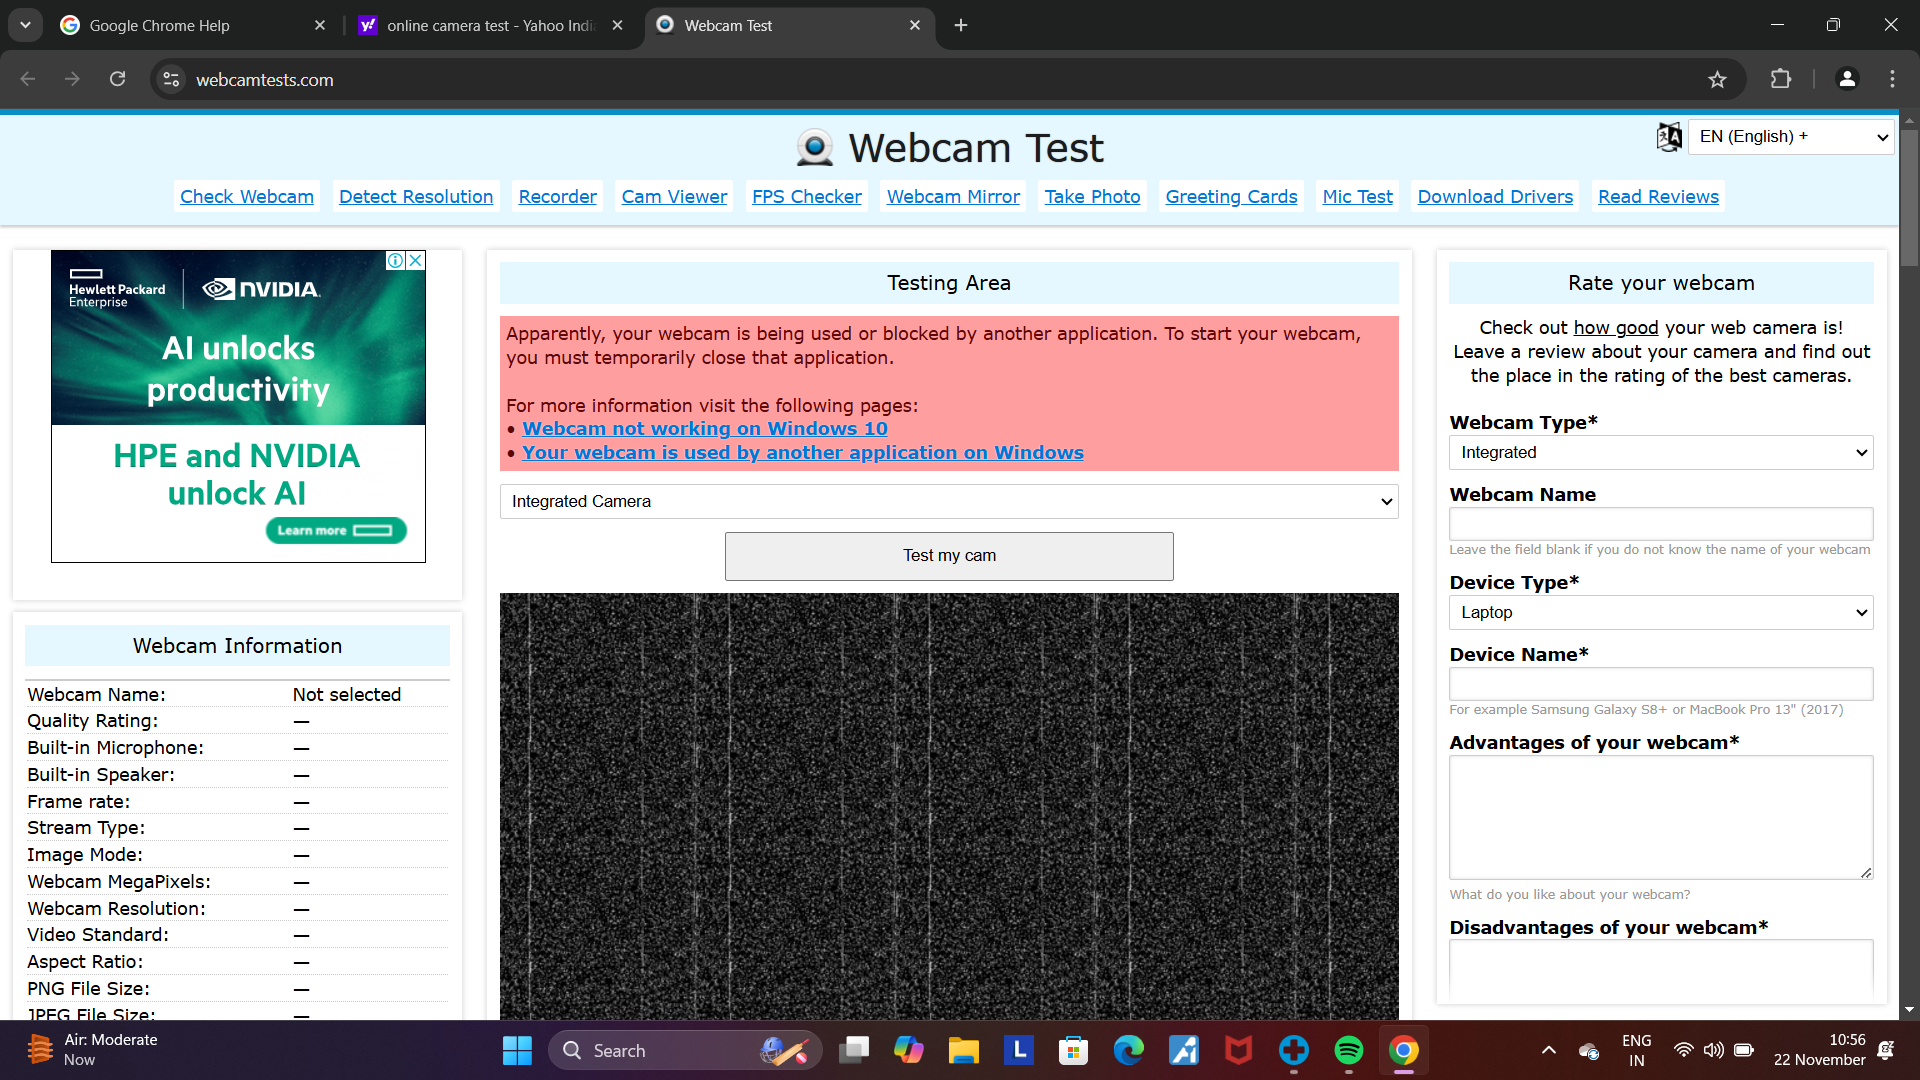 Google Chrome Help
online camera test - Yahoo Indi
Webcam Test
webcamtests.com
Webcam Test
EN (English) +
Check Webcam
Detect Resolution
Recorder
Cam Viewer
FPS Checker
Webcam Mirror
Take Photo
Greeting Cards
Mic Test
Download Drivers
Read Reviews
Hewlett Packard
Enterprise
NVIDIA.
AI unlocks
productivity
HPE and NVIDIA
unlock AI
Learn more
Webcam Information
Webcam Name: Not selected
Quality Rating: —
Built-in Microphone: —
Built-in Speaker: —
Frame rate: —
Stream Type: —
Image Mode: —
Webcam MegaPixels: —
Webcam Resolution: —
Video Standard: —
Aspect Ratio: —
PNG File Size: —
JPEG File Size: —
Testing Area
Apparently, your webcam is being used or blocked by another application. To start your webcam,
you must temporarily close that application.
For more information visit the following pages:
• Webcam not working on Windows 10
• Your webcam is used by another application on Windows
Integrated Camera
Test my cam
Rate your webcam
Check out how good your web camera is!
Leave a review about your camera and find out
the place in the rating of the best cameras.
Webcam Type*
Integrated
Webcam Name
Leave the field blank if you do not know the name of your webcam
Device Type*
Laptop
Device Name*
For example Samsung Galaxy S8+ or MacBook Pro 13" (2017)
Advantages of your webcam*
What do you like about your webcam?
Disadvantages of your webcam*
Air: Moderate
Now
Search
L
ENG
IN
10:56
22 November